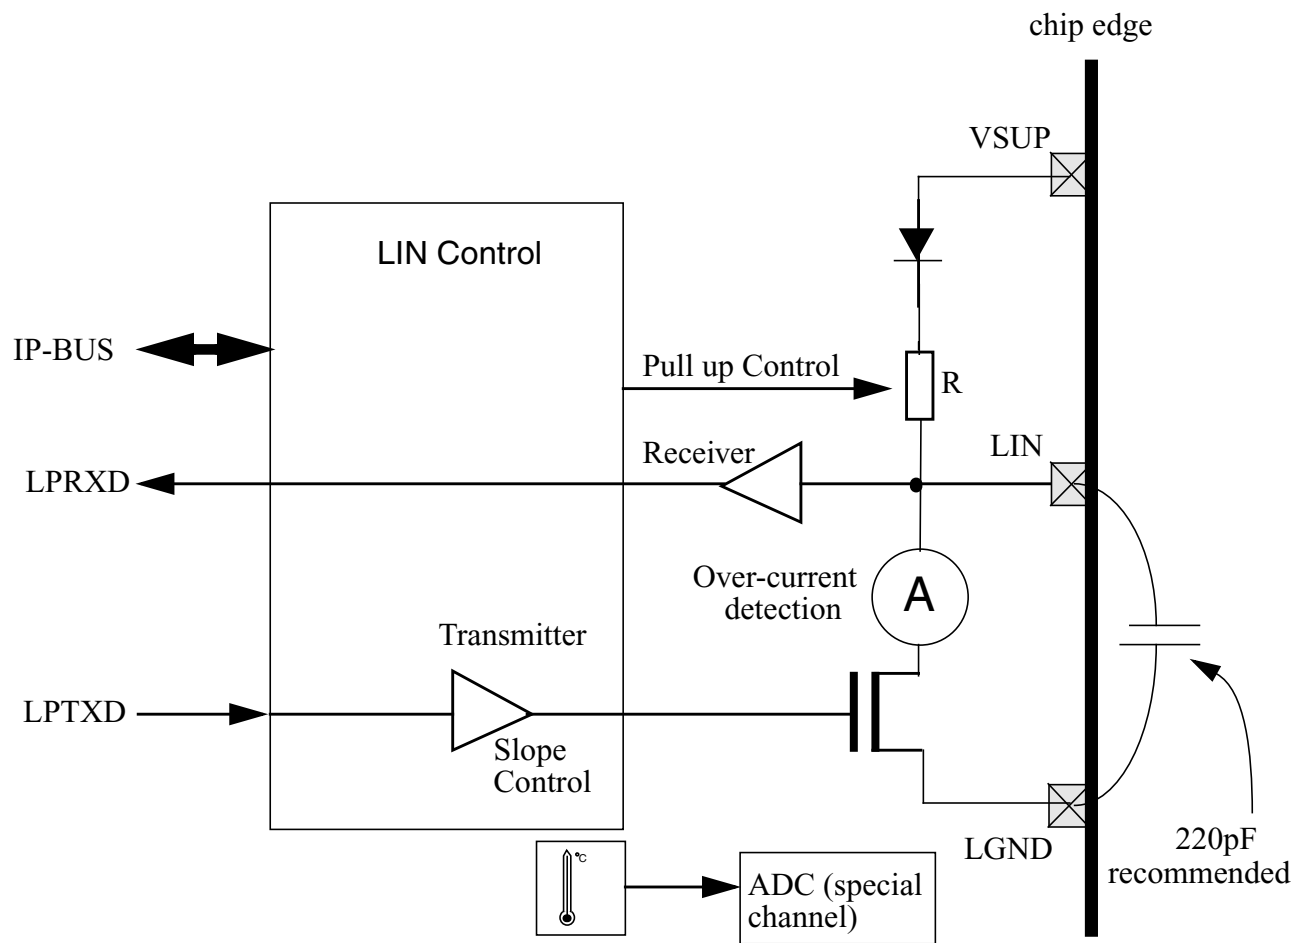 chip edge
VSUP
LIN Control
IP-BUS
Pull up Control
R
Receiver
LIN
LPRXD
Over-current
detection
A
Transmitter
LPTXD
Slope
Control
LGND
220pF
recommended
°C
ADC (special
channel)